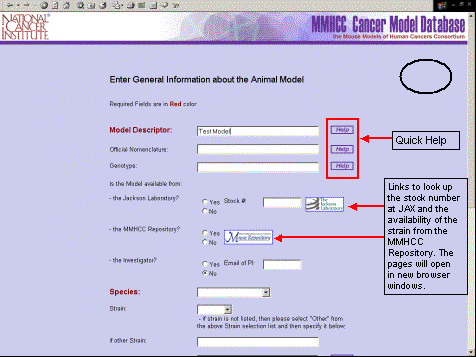 NATIONAL
CANCER
INSTITUTE
MMHCC Cancer Model Database
the Mouse Models of Human Cancers Consortium
Enter General Information about the Animal Model
Required Fields are in Red color
Model Descriptor: Test Model Help
Official Nomenclature: Help
Genotype: Help
Quick Help
Is the Model available from:
- the Jackson Laboratory? Yes Stock #: The Jackson Laboratory
No
- the MMHCC Repository? Yes Mouse Repository
No
- the Investigator? Yes Email of PI:
No
Links to look up
the stock number
at JAX and the
availability of the
strain from the
MMHCC
Repository. The
pages will open
in new browser
windows.
Species:
Strain:
- if strain is not listed, then please select "Other" from
the above Strain selection list and then specify it below:
If other Strain: